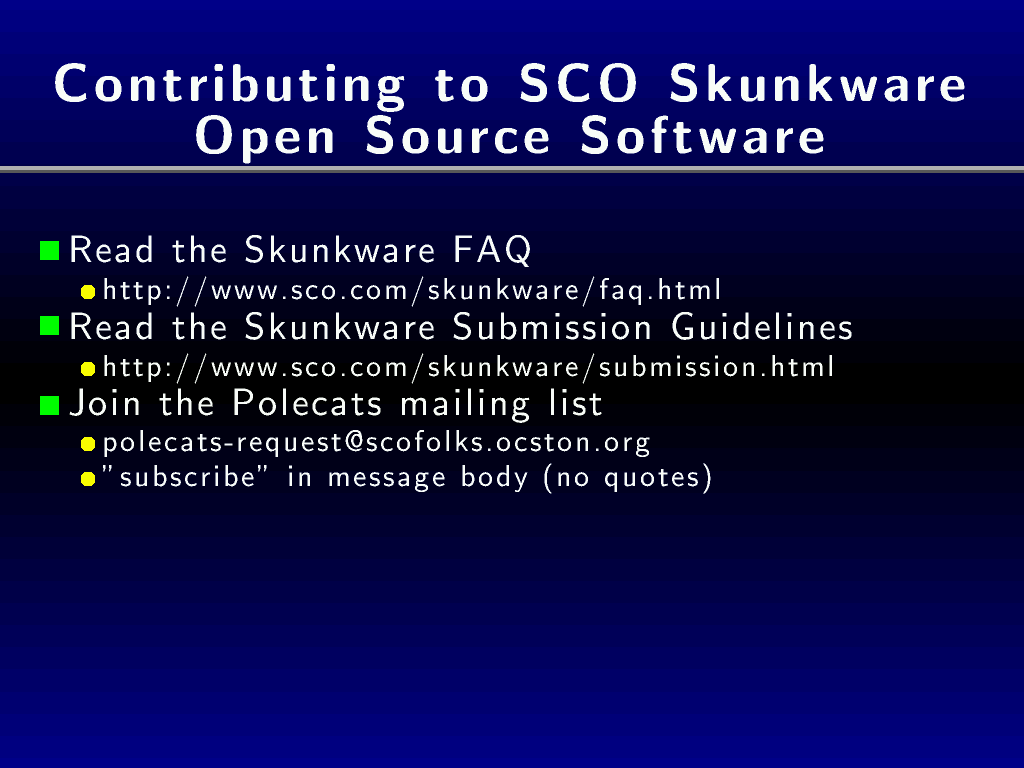 Contributing to SCO Skunkware
Open Source Software
Read the Skunkware FAQ
http://www.sco.com/skunkware/faq.html
Read the Skunkware Submission Guidelines
http://www.sco.com/skunkware/submission.html
Join the Polecats mailing list
polecats-request@scofolks.ocston.org
”subscribe” in message body (no quotes)